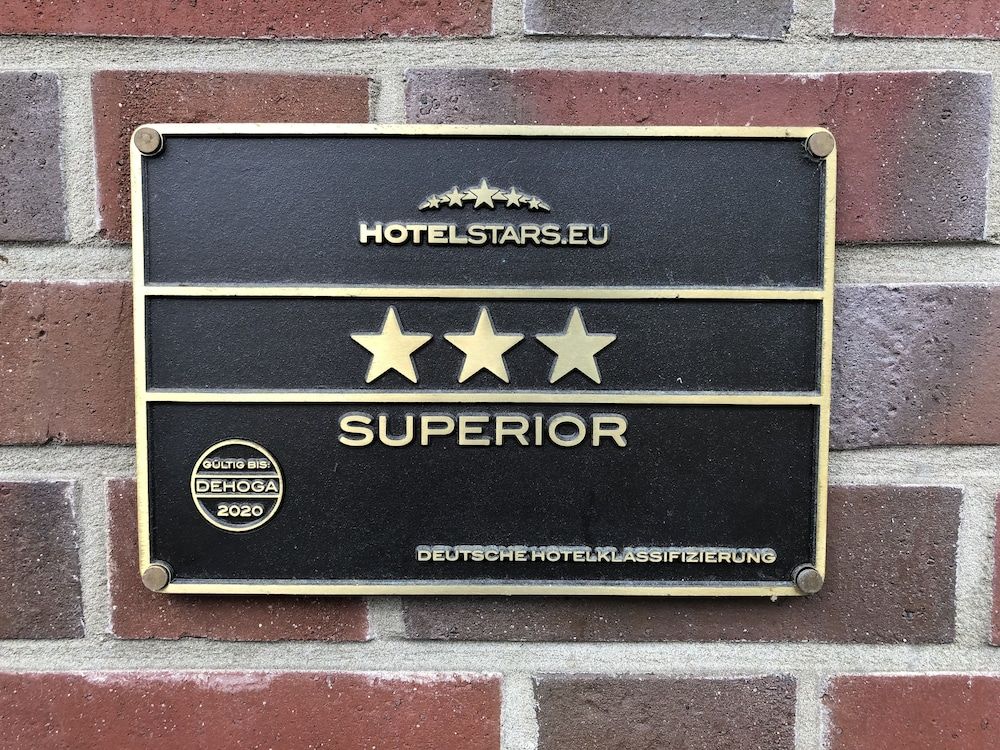 HOTELSTARS.EU
SUPERIOR
GÜLTIG BIS:
DEHOGA
2020
DEUTSCHE HOTELKLASSIFIZIERUNG